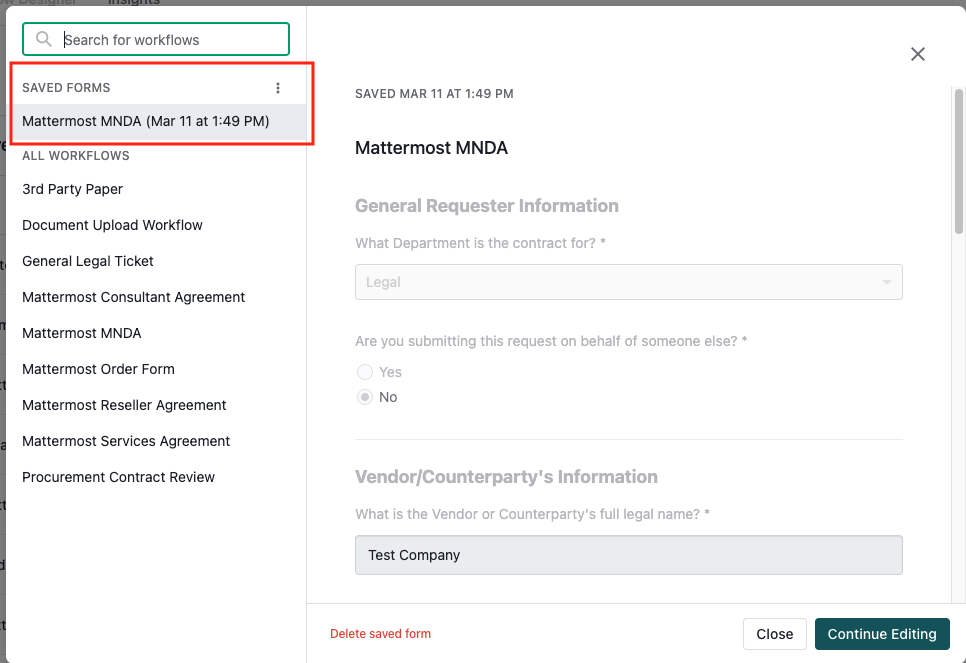 Insights
Search for workflows
SAVED FORMS
Mattermost MNDA (Mar 11 at 1:49 PM)
ALL WORKFLOWS
3rd Party Paper
Document Upload Workflow
General Legal Ticket
Mattermost Consultant Agreement
Mattermost MNDA
Mattermost Order Form
Mattermost Reseller Agreement
Mattermost Services Agreement
Procurement Contract Review
SAVED MAR 11 AT 1:49 PM
Mattermost MNDA
General Requester Information
What Department is the contract for? *
Legal
Are you submitting this request on behalf of someone else? *
Yes
No
Vendor/Counterparty's Information
What is the Vendor or Counterparty's full legal name? *
Test Company
Delete saved form
Close
Continue Editing